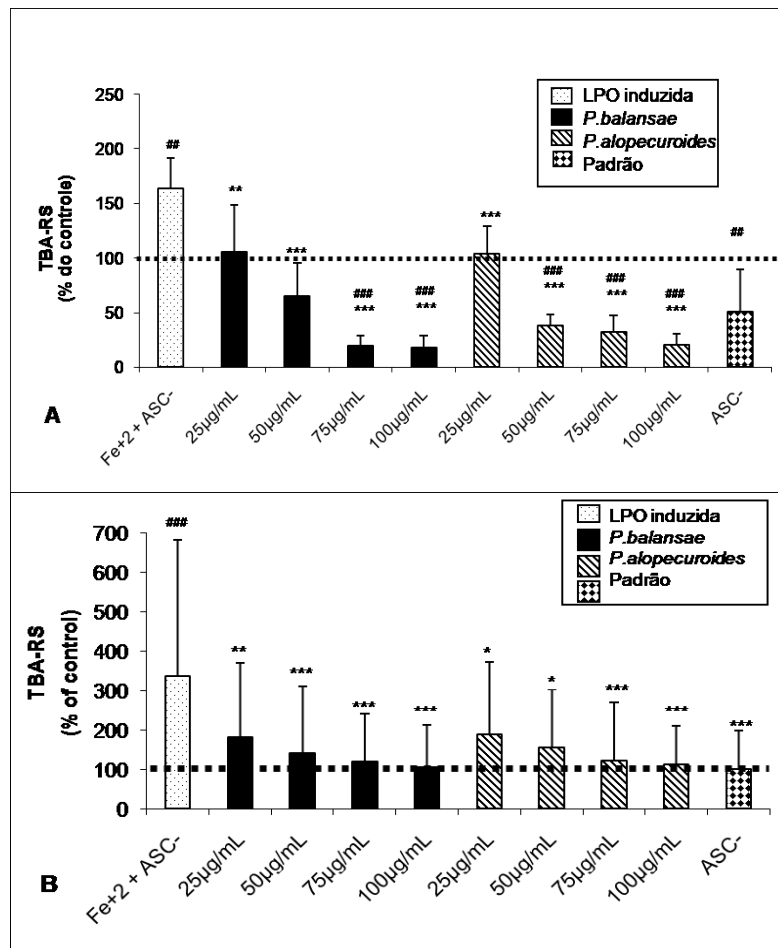 250
200
150
100
50
0
TBA-RS
(% do controle)
LPO induzida
P.balansae
P.alopecuroides
Padrão
##
**
***
###
***
###
***
***
###
***
###
***
###
***
##
Fe+2 + ASC-
25µg/mL
50µg/mL
75µg/mL
100µg/mL
25µg/mL
50µg/mL
75µg/mL
100µg/mL
ASC-
A
700
600
500
400
300
200
100
0
TBA-RS
(% of control)
LPO induzida
P.balansae
P.alopecuroides
Padrão
###
**
***
***
***
*
*
***
***
***
Fe+2 + ASC-
25µg/mL
50µg/mL
75µg/mL
100µg/mL
25µg/mL
50µg/mL
75µg/mL
100µg/mL
ASC-
B